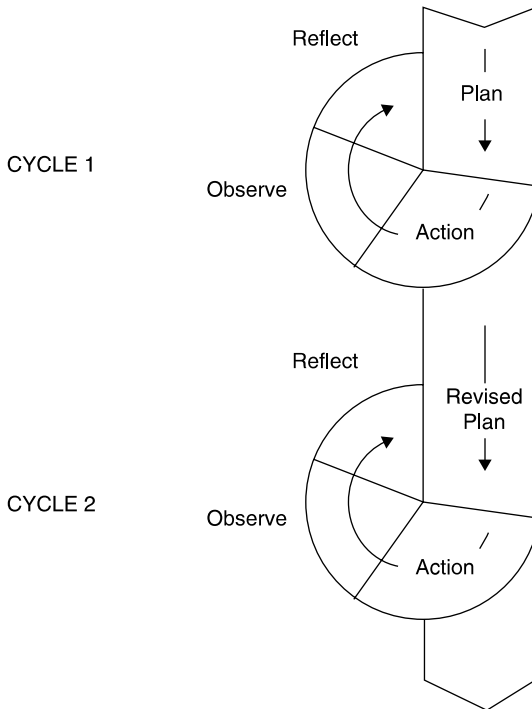 Reflect
Plan
CYCLE 1
Observe
Action
Reflect
Revised
Plan
CYCLE 2
Observe
Action